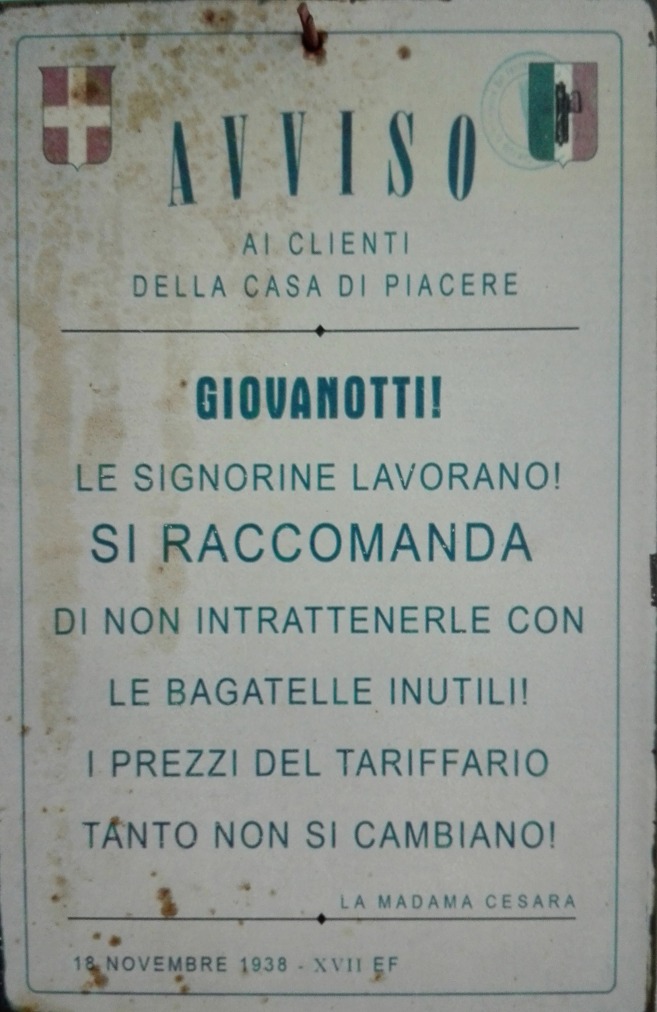 AVVISO
AI CLIENTI
DELLA CASA DI PIACERE
GIOVANOTTI!
LE SIGNORINE LAVORANO!
SI RACCOMANDA
DI NON INTRATTENERLE CON
LE BAGATELLE INUTILI!
I PREZZI DEL TARIFFARIO
TANTO NON SI CAMBIANO!
LA MADAMA CESARA
18 NOVEMBRE 1938 - XVII EF